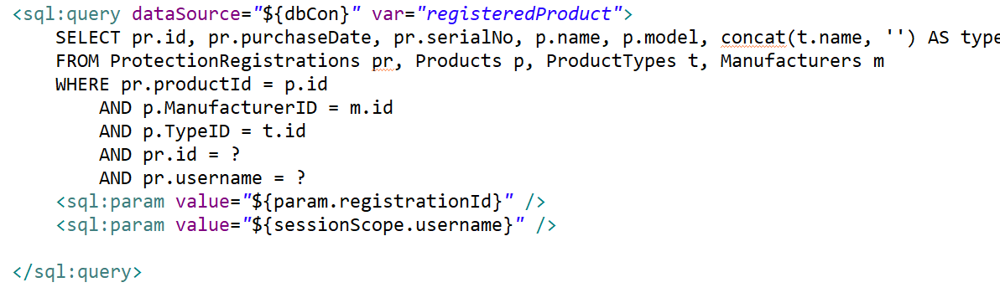 <sql:query dataSource="${dbCon}" var="registeredProduct">
SELECT pr.id, pr.purchaseDate, pr.serialNo, p.name, p.model, concat(t.name, '') AS type
FROM ProtectionRegistrations pr, Products p, ProductTypes t, Manufacturers m
WHERE pr.productId = p.id
AND p.ManufacturerID = m.id
AND p.TypeID = t.id
AND pr.id = ?
AND pr.username = ?
<sql:param value="${param.registrationId}" />
<sql:param value="${sessionScope.username}" />
</sql:query>